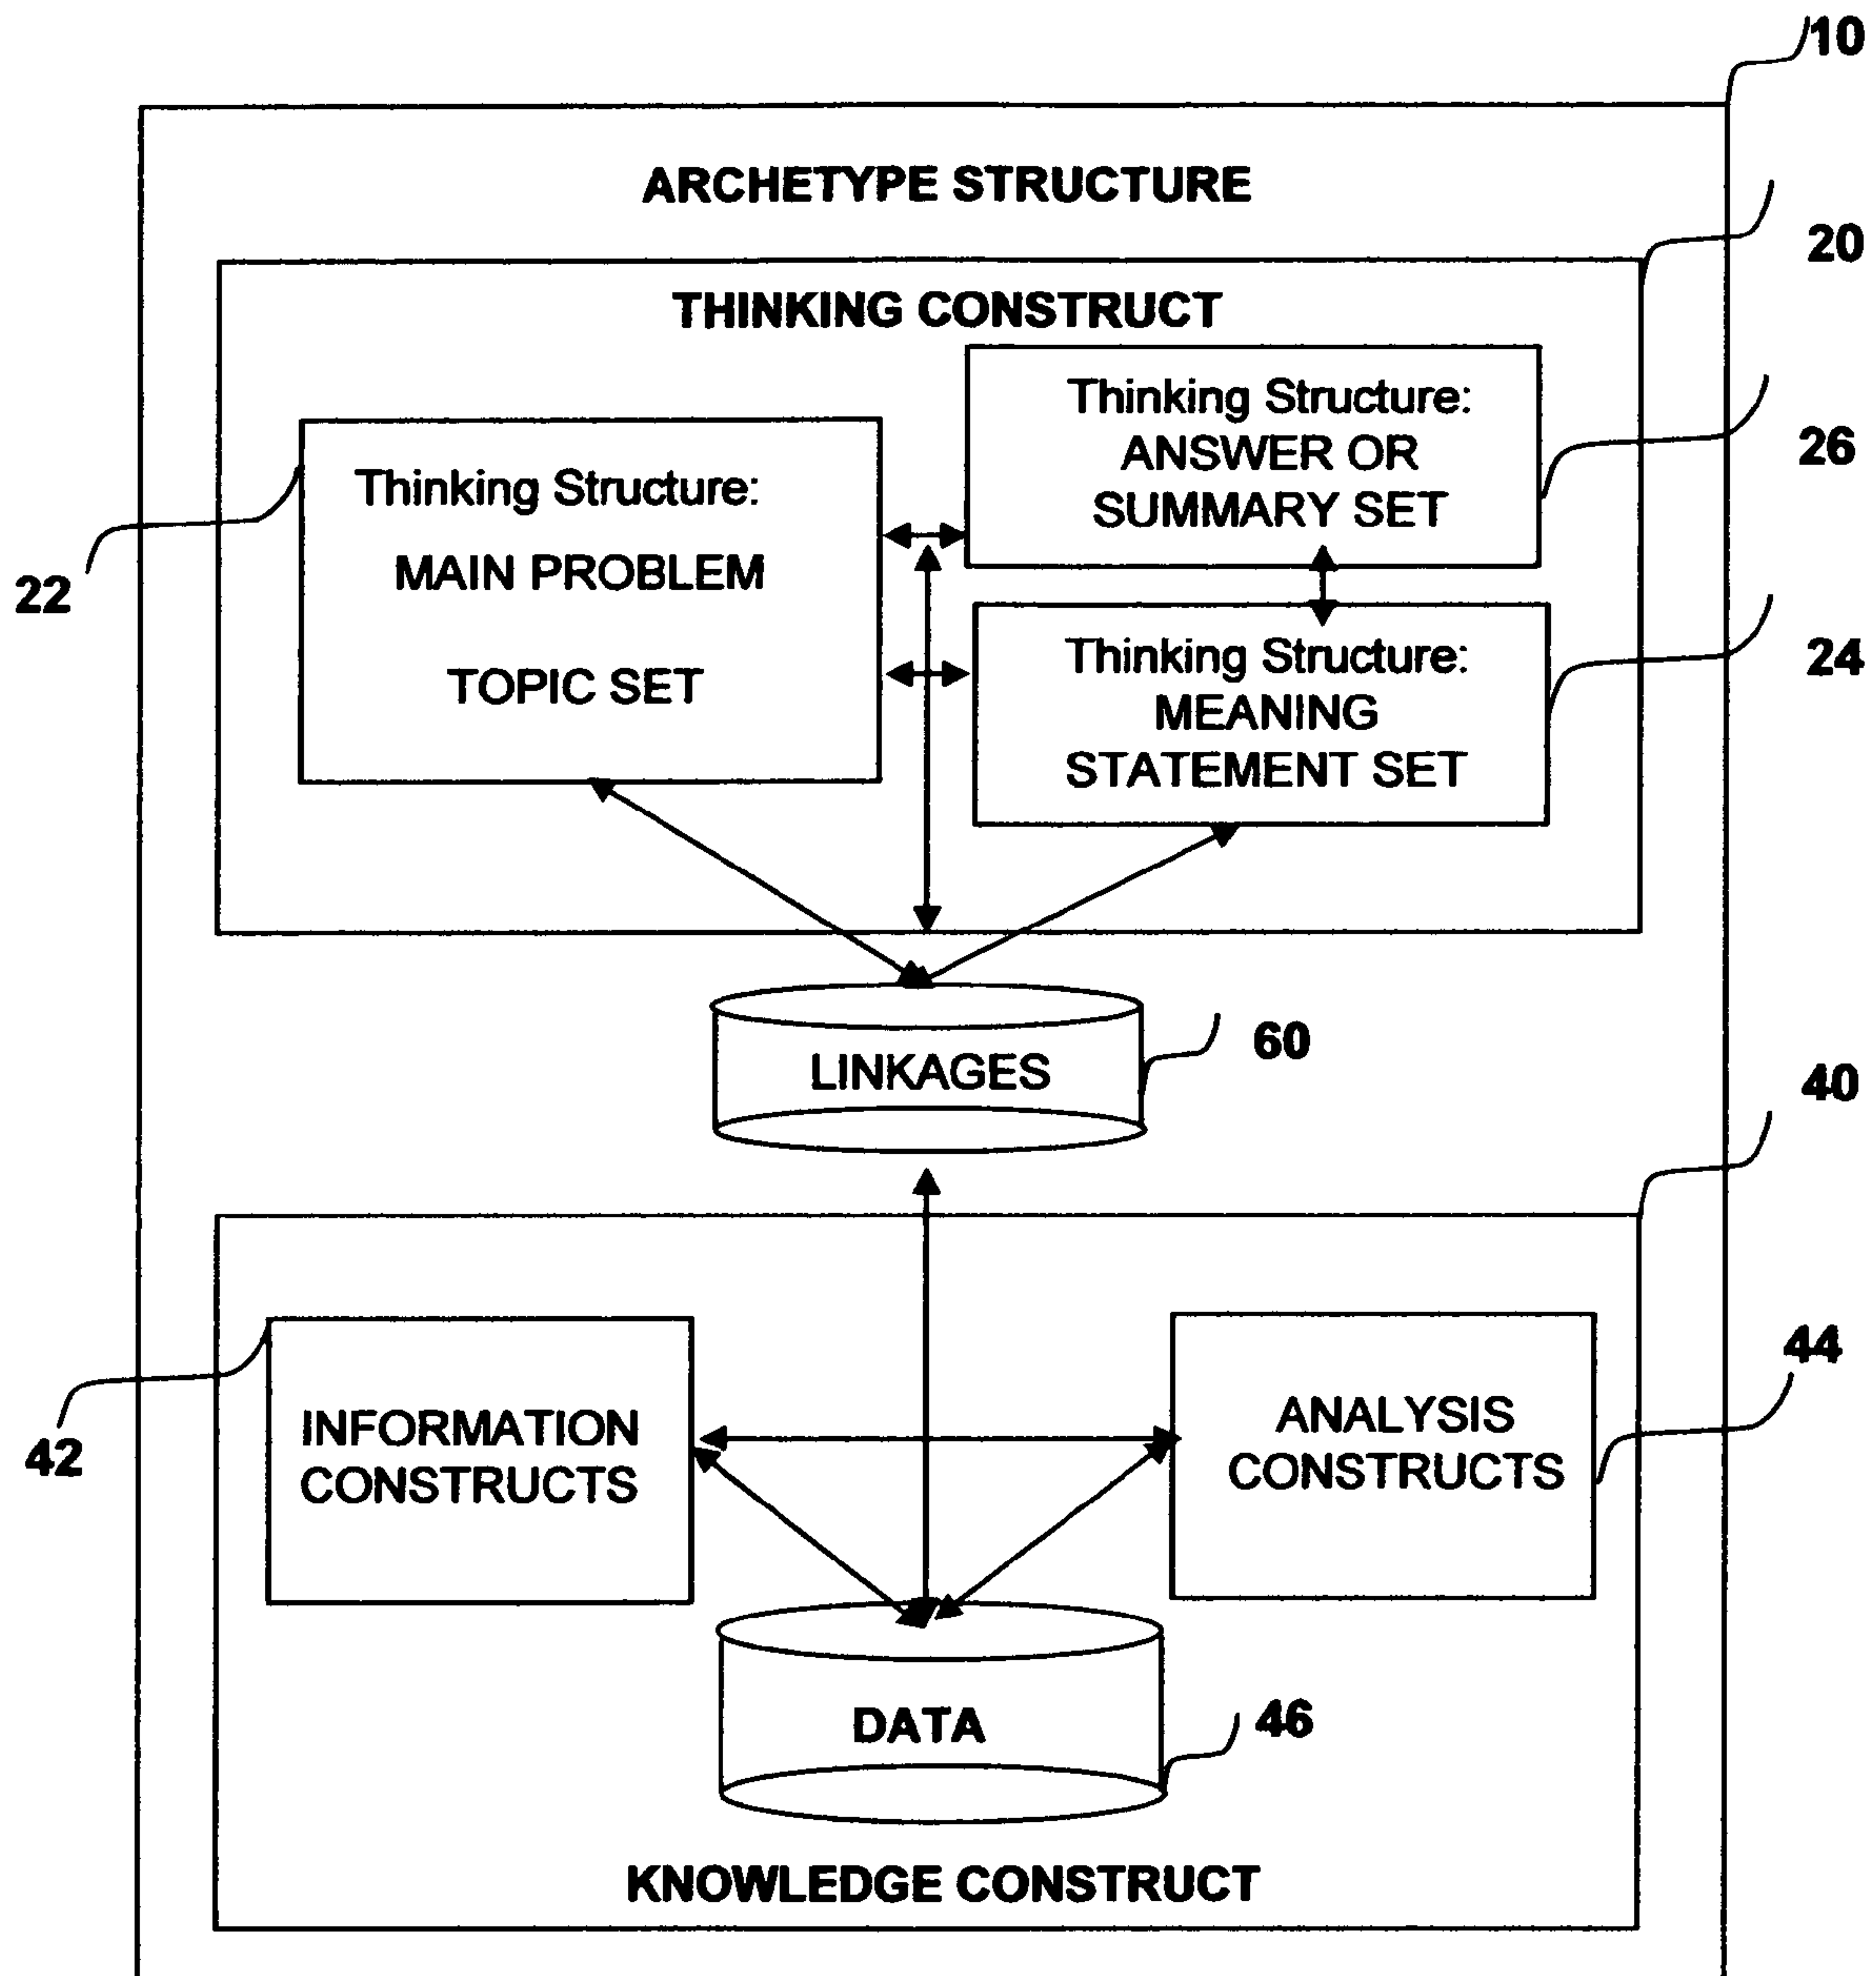 10
ARCHETYPE STRUCTURE
20
THINKING CONSTRUCT
Thinking Structure:
ANSWER OR
SUMMARY SET
26
Thinking Structure:
MAIN PROBLEM
TOPIC SET
22
Thinking Structure:
MEANING
STATEMENT SET
24
LINKAGES
60
40
INFORMATION
CONSTRUCTS
42
ANALYSIS
CONSTRUCTS
44
DATA
46
KNOWLEDGE CONSTRUCT